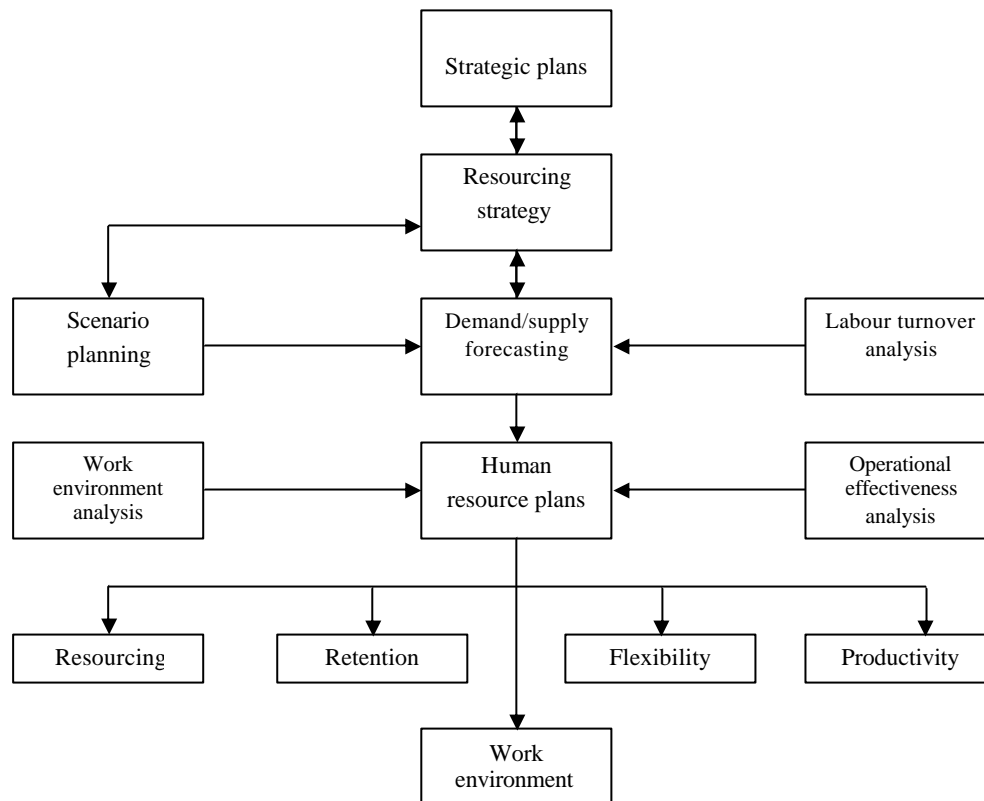 Strategic plans
Resourcing
strategy
Scenario
planning
Demand/supply
forecasting
Labour turnover
analysis
Work
environment
analysis
Human
resource plans
Operational
effectiveness
analysis
Resourcing
Retention
Flexibility
Productivity
Work
environment